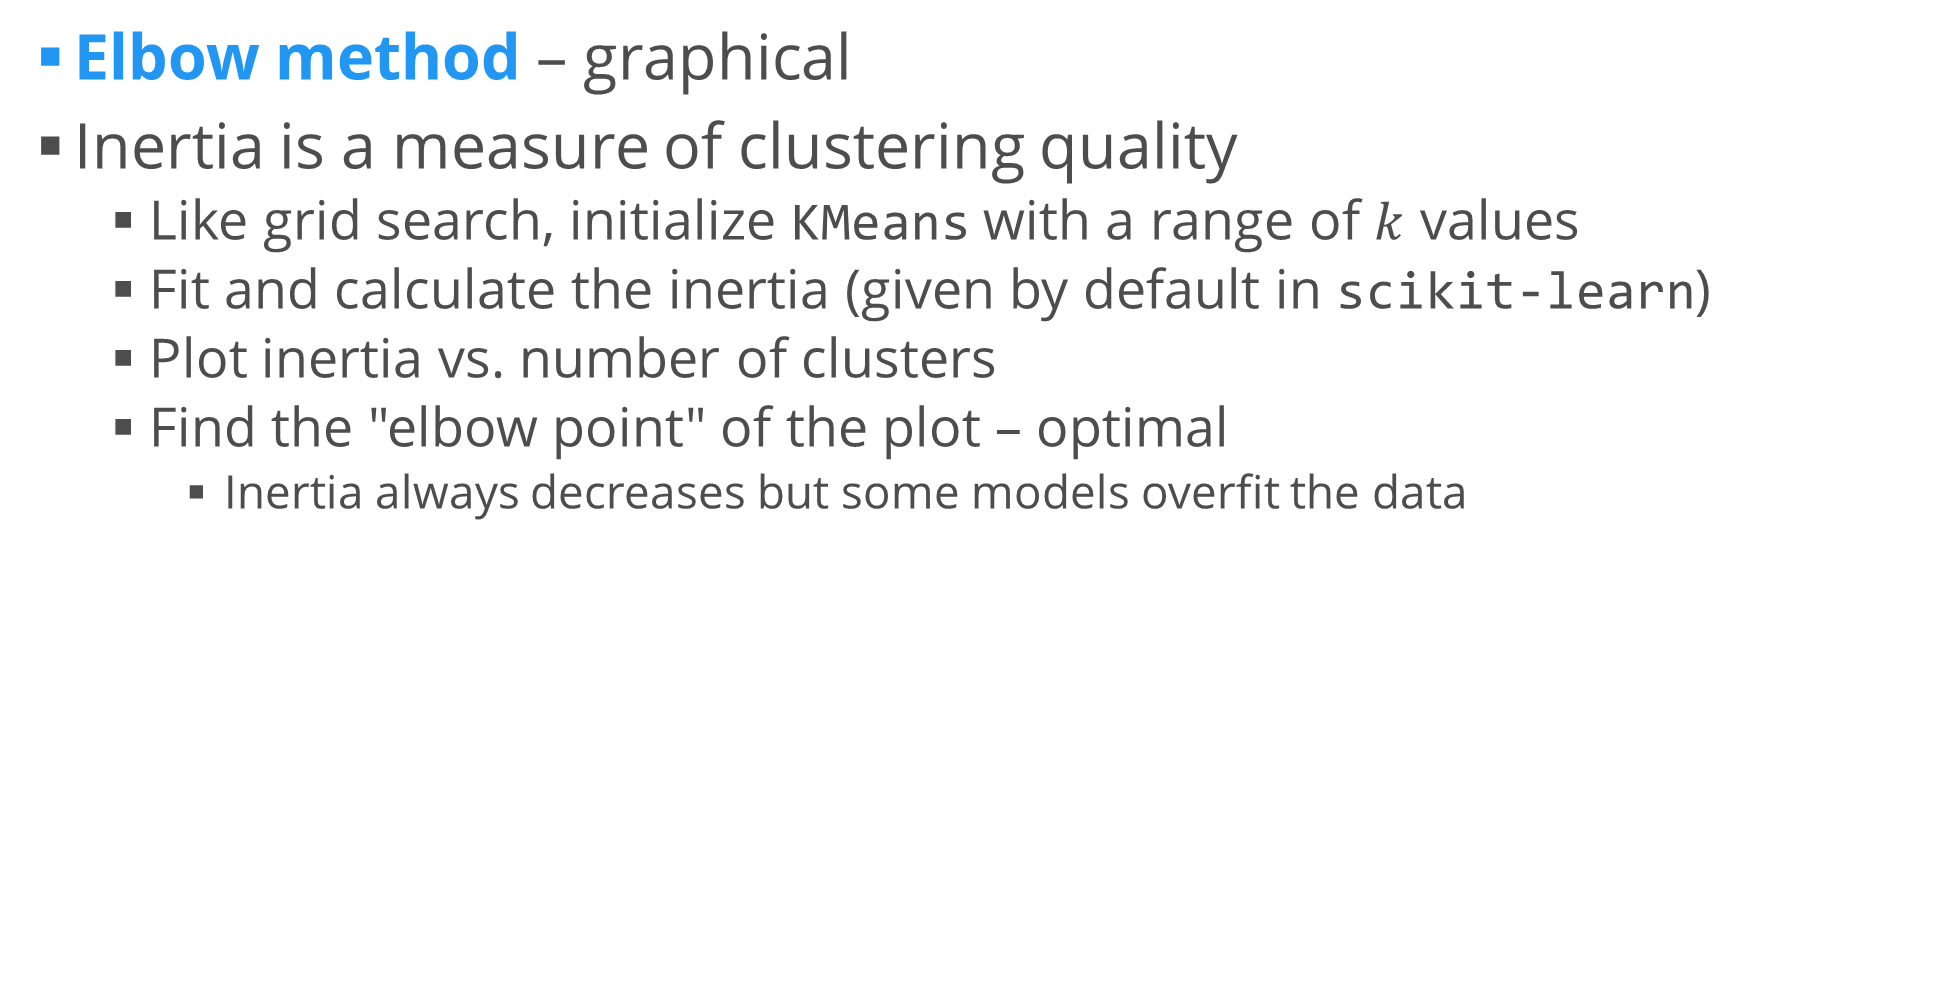 ▪ Elbow method – graphical
▪ Inertia is a measure of clustering quality
▪ Like grid search, initialize KMeans with a range of k values
▪ Fit and calculate the inertia (given by default in scikit-learn)
▪ Plot inertia vs. number of clusters
▪ Find the "elbow point" of the plot – optimal
▪ Inertia always decreases but some models overfit the data